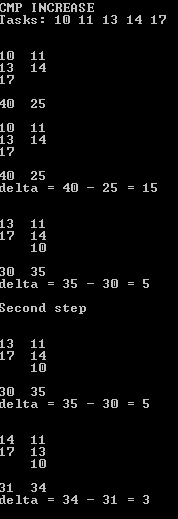 CMP INCREASE
Tasks: 10 11 13 14 17
10 11
13 14
17
40 25
10 11
13 14
17
40 25
delta = 40 - 25 = 15
13 11
17 14
10
30 35
delta = 35 - 30 = 5
Second step
13 11
17 14
10
30 35
delta = 35 - 30 = 5
14 11
17 13
10
31 34
delta = 34 - 31 = 3